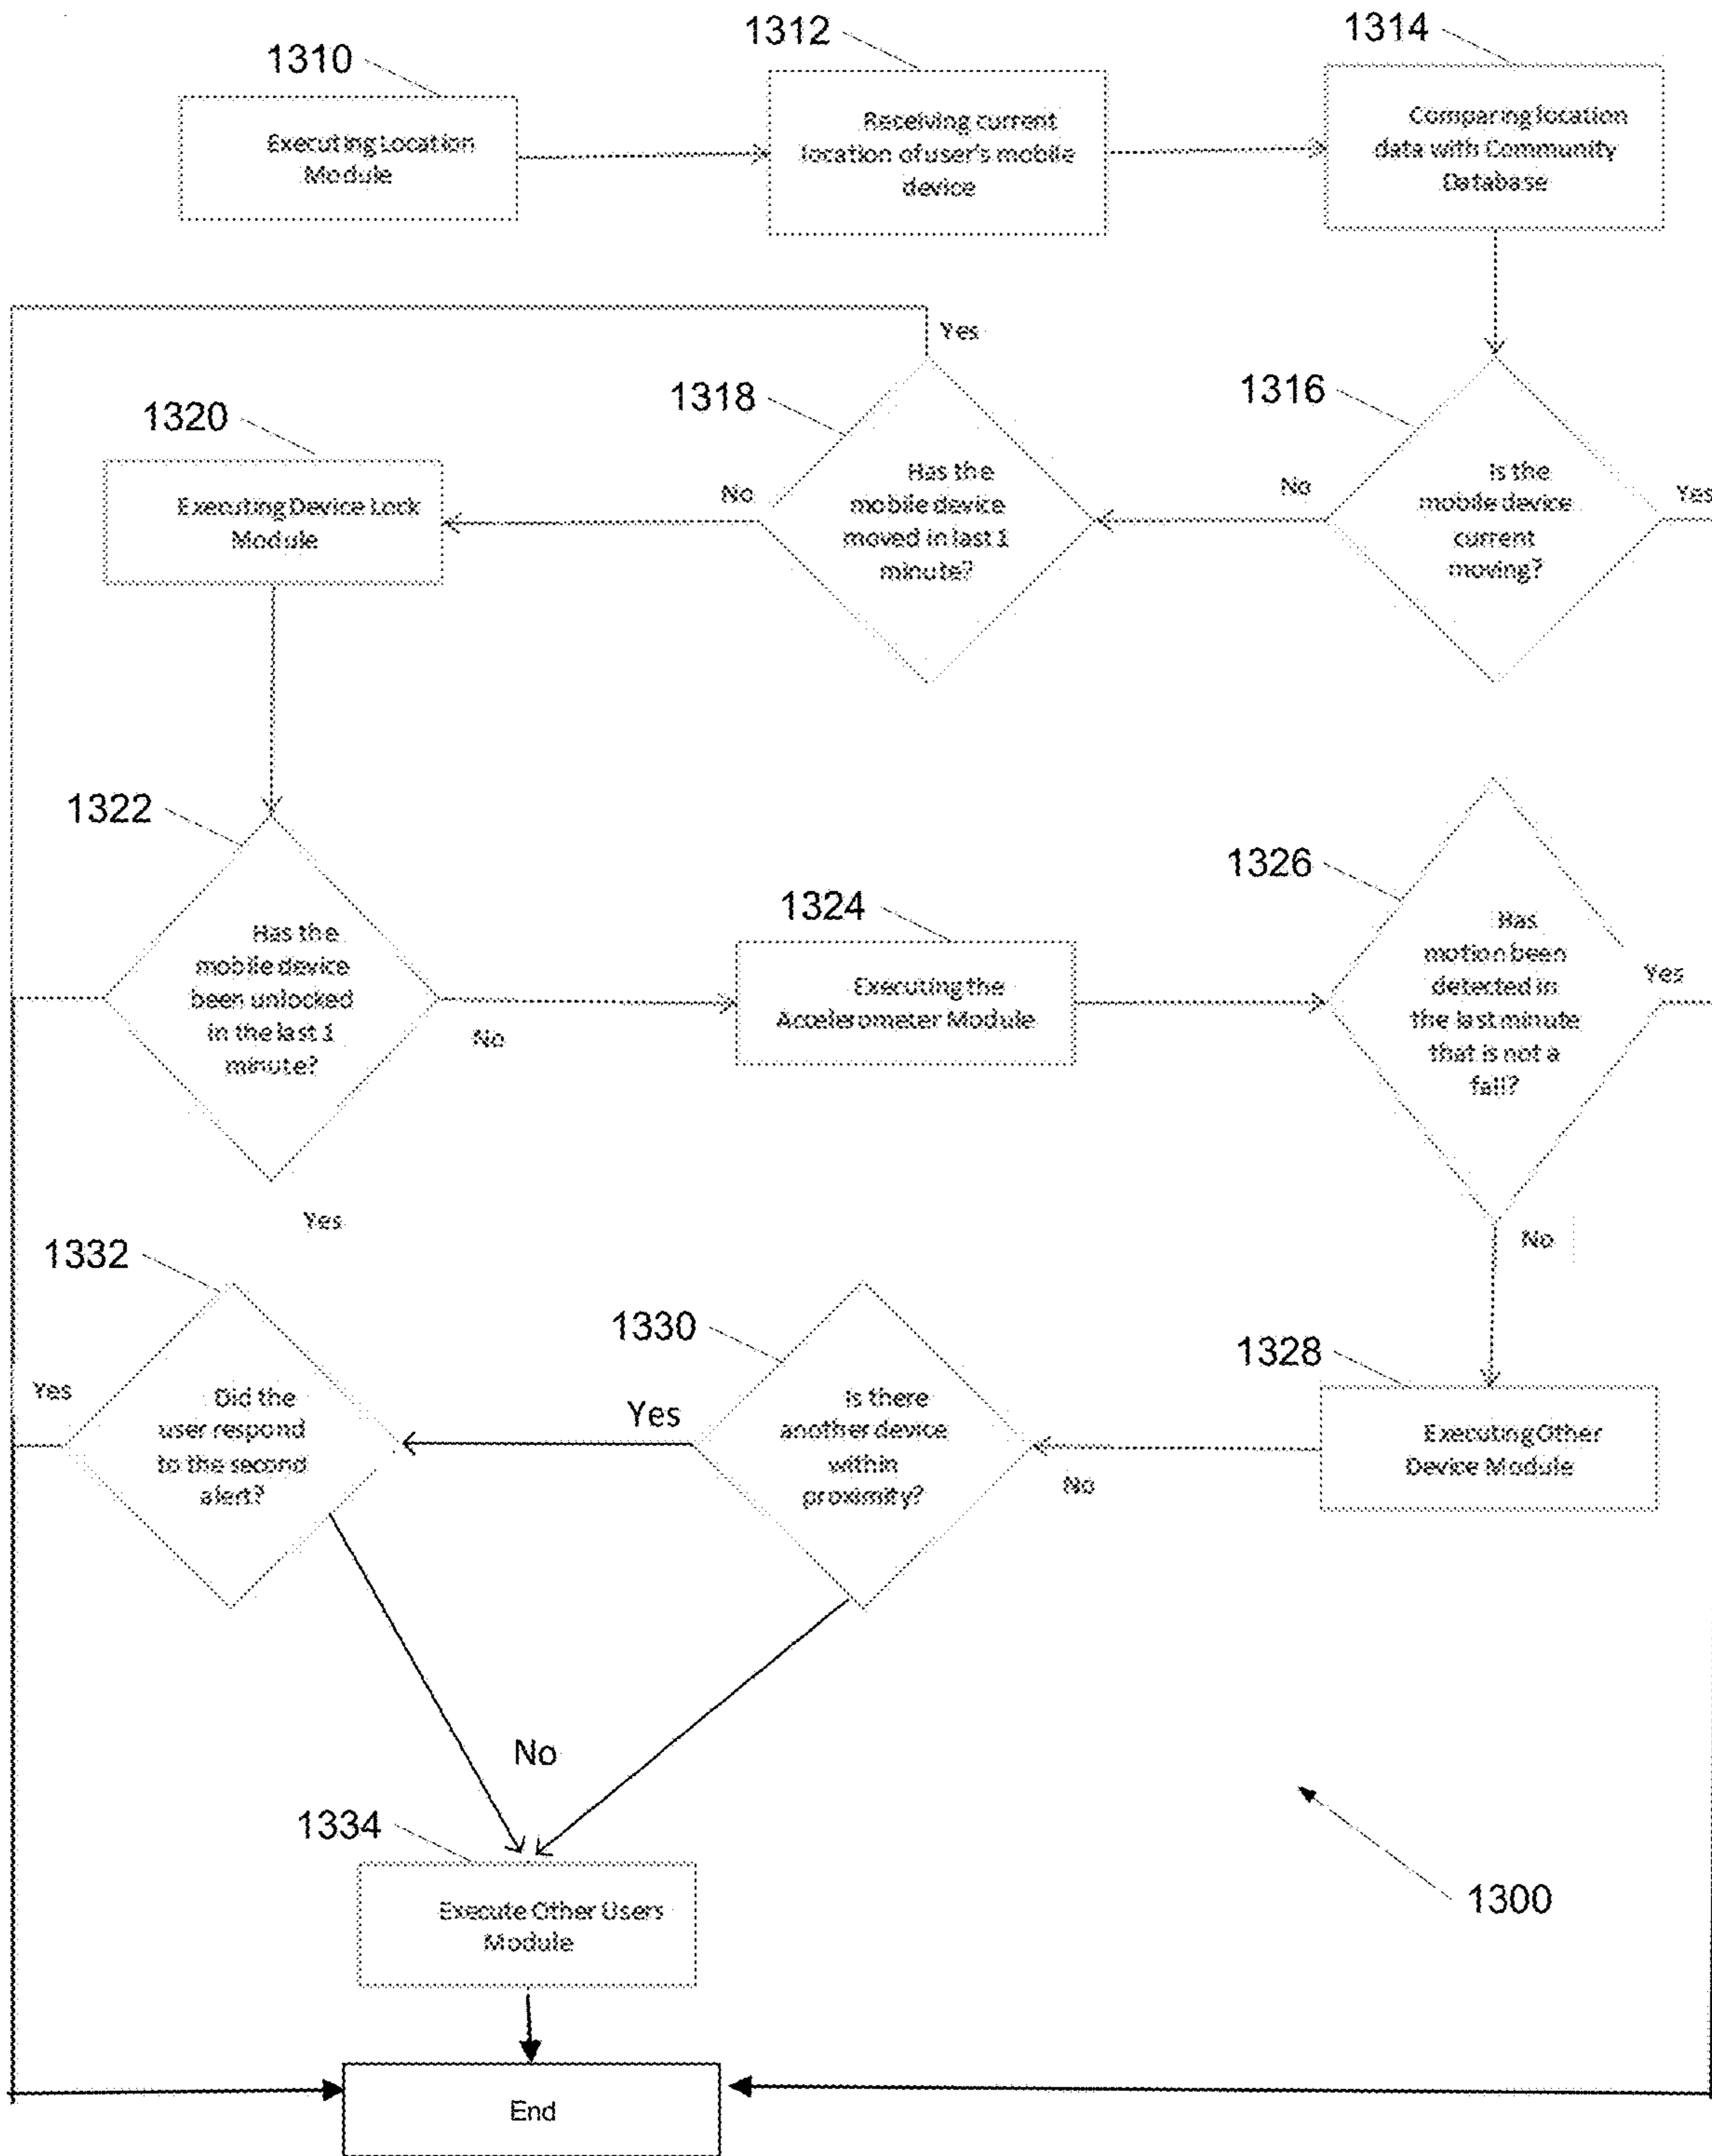 1310
Executing Location
Module
1312
Receiving current
location of user's mobile
device
1314
Comparing location
data with Community
Database
1316
Is the
mobile device
current
moving?
Yes
No
1318
Has the
mobile device
moved in last 1
minute?
Yes
No
1320
Executing Device Lock
Module
1322
Has the
mobile device
been unlocked
in the last 1
minute?
Yes
No
1324
Executing the
Accelerometer Module
1326
Has
motion been
detected in
the last minute
that is not a
fall?
Yes
No
1328
Executing Other
Device Module
No
1330
Is there
another device
within
proximity?
Yes
1332
Did the
user respond
to the second
alert?
Yes
No
1334
Execute Other Users
Module
1300
End